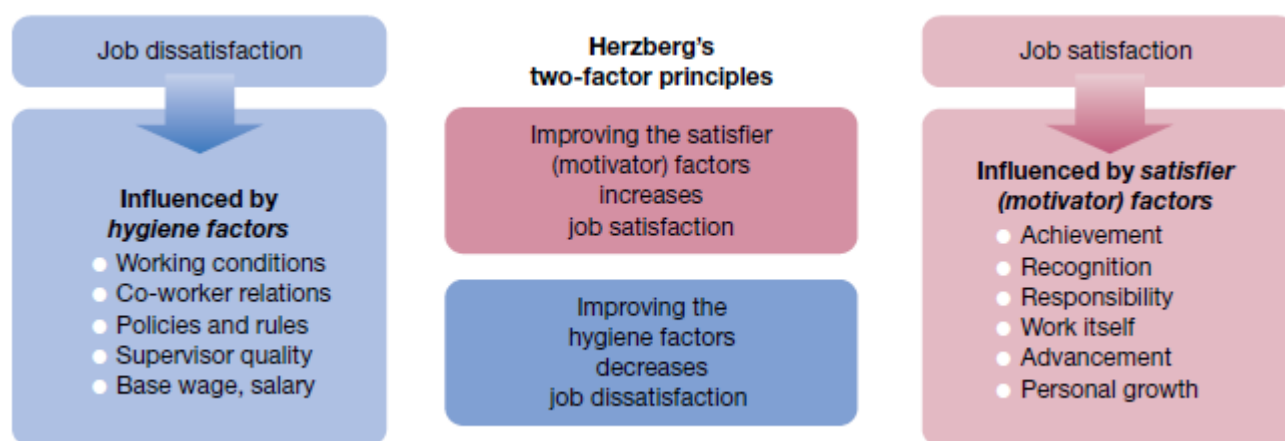 Job dissatisfaction
Influenced by
hygiene factors
● Working conditions
● Co-worker relations
● Policies and rules
● Supervisor quality
● Base wage, salary
Herzberg's
two-factor principles
Improving the satisfier
(motivator) factors
increases
job satisfaction
Improving the
hygiene factors
decreases
job dissatisfaction
Job satisfaction
Influenced by satisfier
(motivator) factors
● Achievement
● Recognition
● Responsibility
● Work itself
● Advancement
● Personal growth